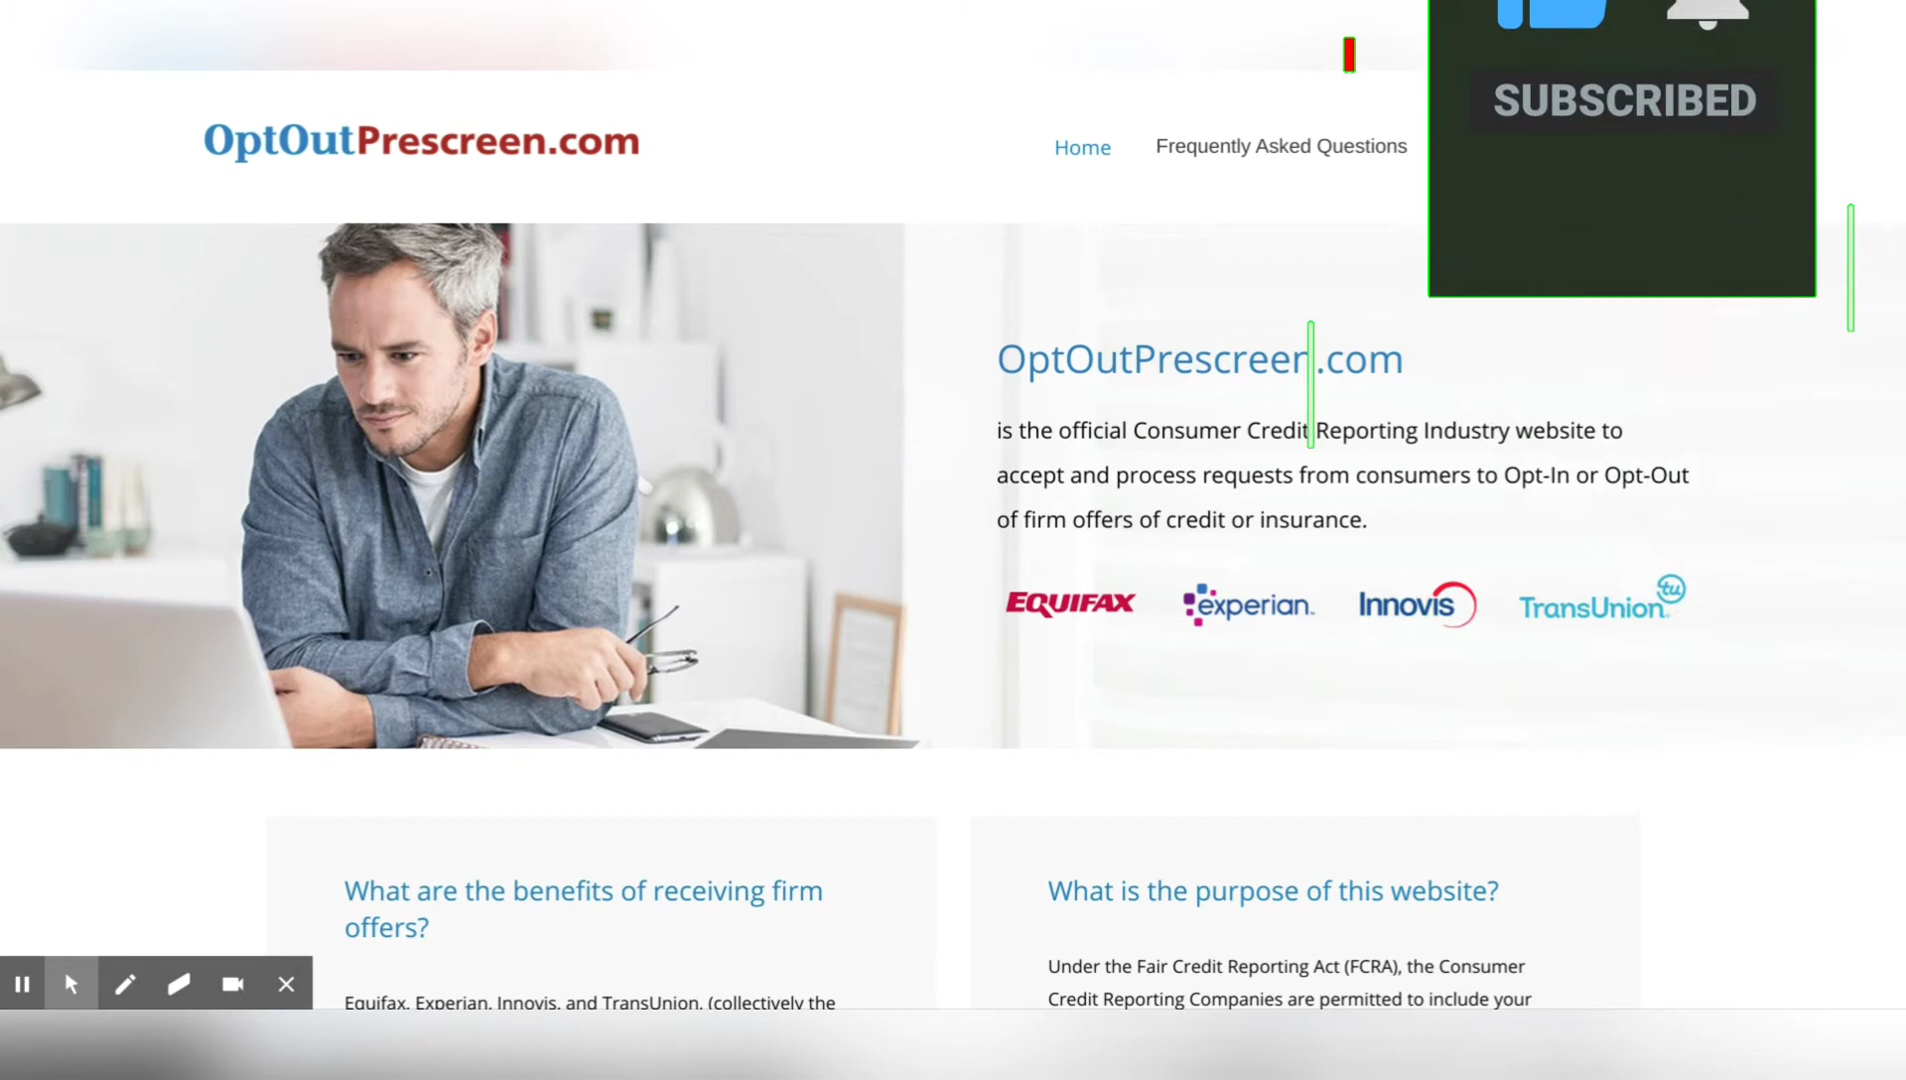 SUBSCRIBED
OptOutPrescreen.com
Home
Frequently Asked Questions
OptOutPrescreen.com
is the official Consumer Credit Reporting Industry website to
accept and process requests from consumers to Opt-In or Opt-Out
of firm offers of credit or insurance.
EQUIFAX
experian.
Innovis
TransUnion
tu
What are the benefits of receiving firm
offers?
Equifax, Experian, Innovis, and TransUnion, (collectively the
What is the purpose of this website?
Under the Fair Credit Reporting Act (FCRA), the Consumer
Credit Reporting Companies are permitted to include your